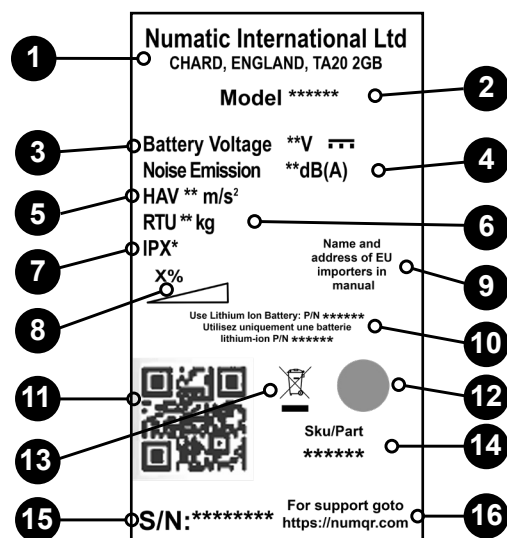 Numatic International Ltd
1
CHARD, ENGLAND, TA20 2GB
Model ******
2
3
Battery Voltage **V
Noise Emission **dB(A)
4
5
HAV ** m/s²
RTU ** kg
6
7
IPX*
Name and
address of EU
importers in
manual
9
X%
8
Use Lithium Ion Battery: P/N ******
Utilisez uniquement une batterie
lithium-ion P/N ******
10
11
12
13
Sku/Part
******
14
15
S/N:********
For support goto
https://numqr.com
16